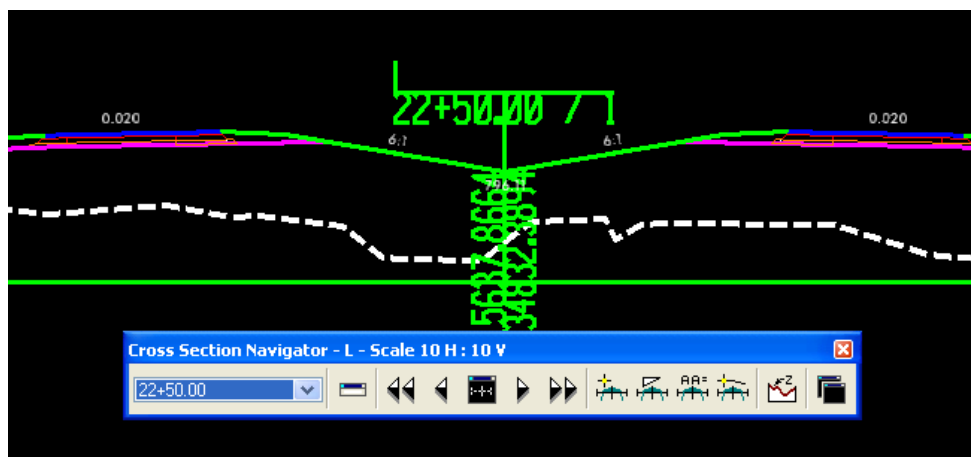 22+50.00 / 1
0.020
0.020
6:1
6:1
Cross Section Navigator - L - Scale 10 H : 10 V
22+50.00
AA=
Z